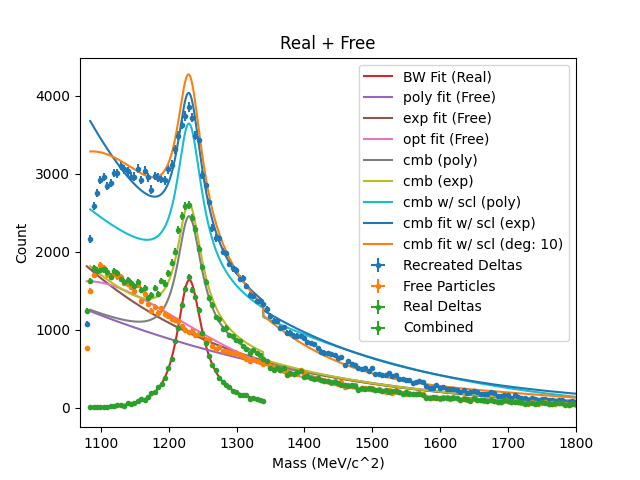 Real + Free
Count
4000
3000
2000
1000
0
1100
1200
1300
1400
1500
1600
1700
1800
Mass (MeV/c^2)
BW Fit (Real)
poly fit (Free)
exp fit (Free)
opt fit (Free)
cmb (poly)
cmb (exp)
cmb w/ scl (poly)
cmb fit w/ scl (exp)
cmb fit w/ scl (deg: 10)
Recreated Deltas
Free Particles
Real Deltas
Combined